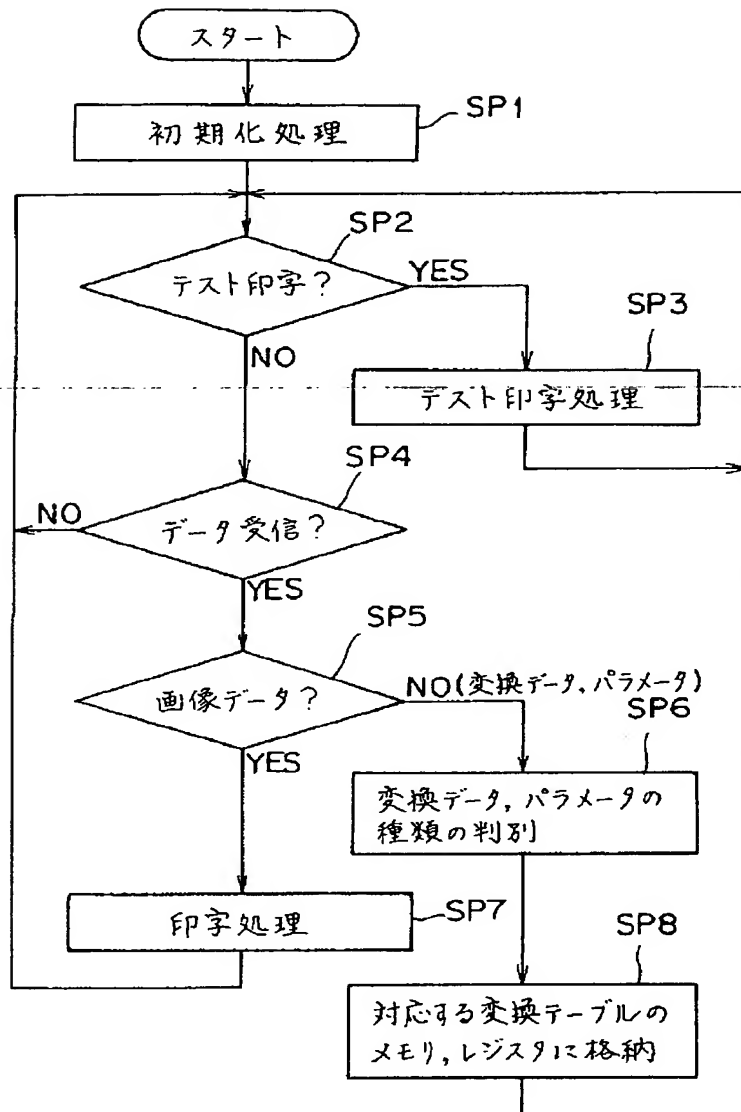 スタート
SP1
初期化処理
SP2
テスト印字?
YES
SP3
NO
テスト印字処理
SP4
NO
データ受信?
YES
SP5
画像データ?
NO(変換データ,パラメータ)
SP6
YES
変換データ,パラメータの
種類の判別
印字処理
SP7
SP8
対応する変換テーブルの
メモリ,レジスタに格納